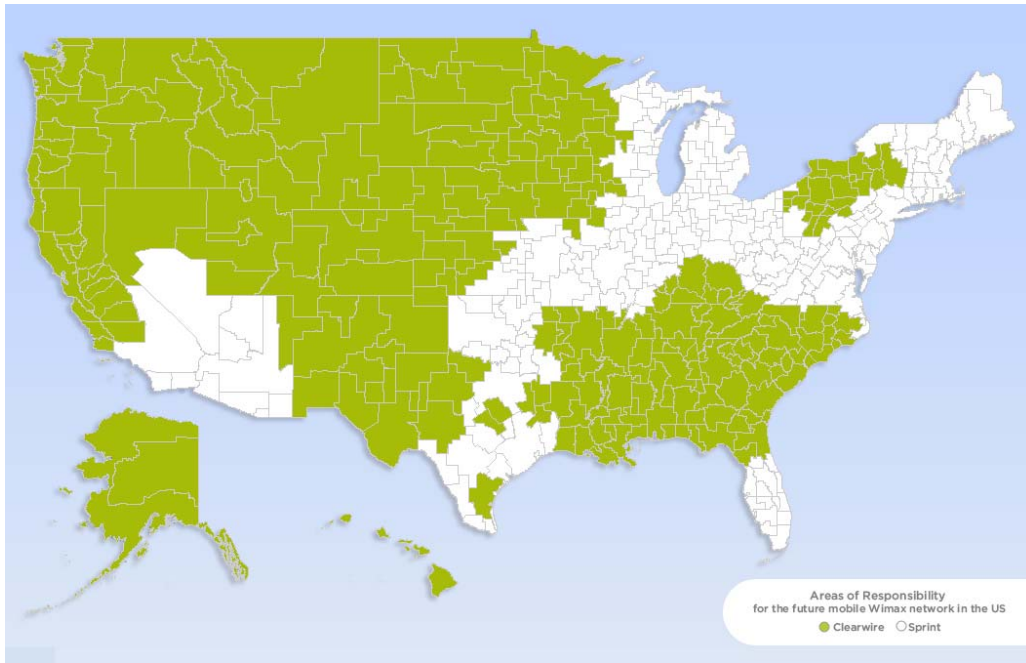 Areas of Responsibility
for the future mobile Wimax network in the US
Clearwire Sprint